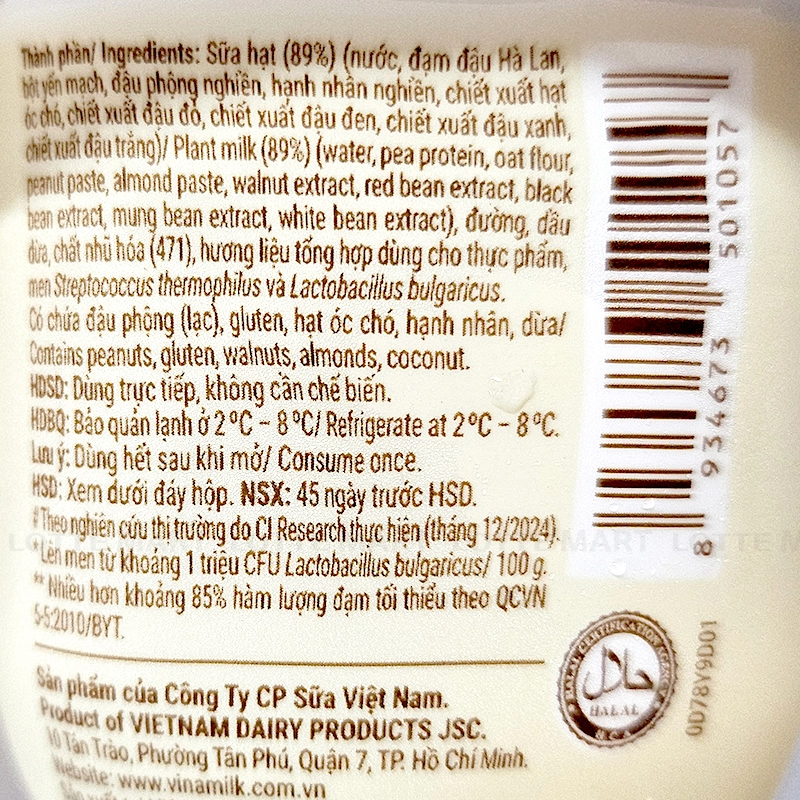 Thành phần/ Ingredients: Sữa hạt (89%) (nước, đạm đậu Hà Lan,
bột yến mạch, đậu phộng nghiền, hạnh nhân nghiền, chiết xuất hạt
óc chó, chiết xuất đậu đỏ, chiết xuất đậu đen, chiết xuất đậu xanh,
chiết xuất đậu trắng)/ Plant milk (89%) (water, pea protein, oat flour,
peanut paste, almond paste, walnut extract, red bean extract, black
bean extract, mung bean extract, white bean extract), đường, dầu
dừa, chất nhũ hóa (471), hương liệu tổng hợp dùng cho thực phẩm,
men Streptococcus thermophilus và Lactobacillus bulgaricus.
Có chứa đậu phộng (lạc), gluten, hạt óc chó, hạnh nhân, dừa/
Contains peanuts, gluten, walnuts, almonds, coconut.
HDSD: Dùng trực tiếp, không cần chế biến.
HDBQ: Bảo quản lạnh ở 2°C – 8°C/ Refrigerate at 2°C – 8°C.
Lưu ý: Dùng hết sau khi mở/ Consume once.
HSD: Xem dưới đáy hộp. NSX: 45 ngày trước HSD.
# Theo nghiên cứu thị trường do CI Research thực hiện (tháng 12/2024).
* Lên men từ khoảng 1 triệu CFU Lactobacillus bulgaricus/ 100 g.
** Nhiều hơn khoảng 85% hàm lượng đạm tối thiểu theo QCVN
5-5:2010/BYT.
Sản phẩm của Công Ty CP Sữa Việt Nam.
Product of VIETNAM DAIRY PRODUCTS JSC.
10 Tân Trào, Phường Tân Phú, Quận 7, TP. Hồ Chí Minh.
Website: www.vinamilk.com.vn
8 934673 501057
HALAL CERTIFICATION AGENCY
حلال
HALAL
HCA
0D78Y9D01
LOTTE MART
LOTTE MART